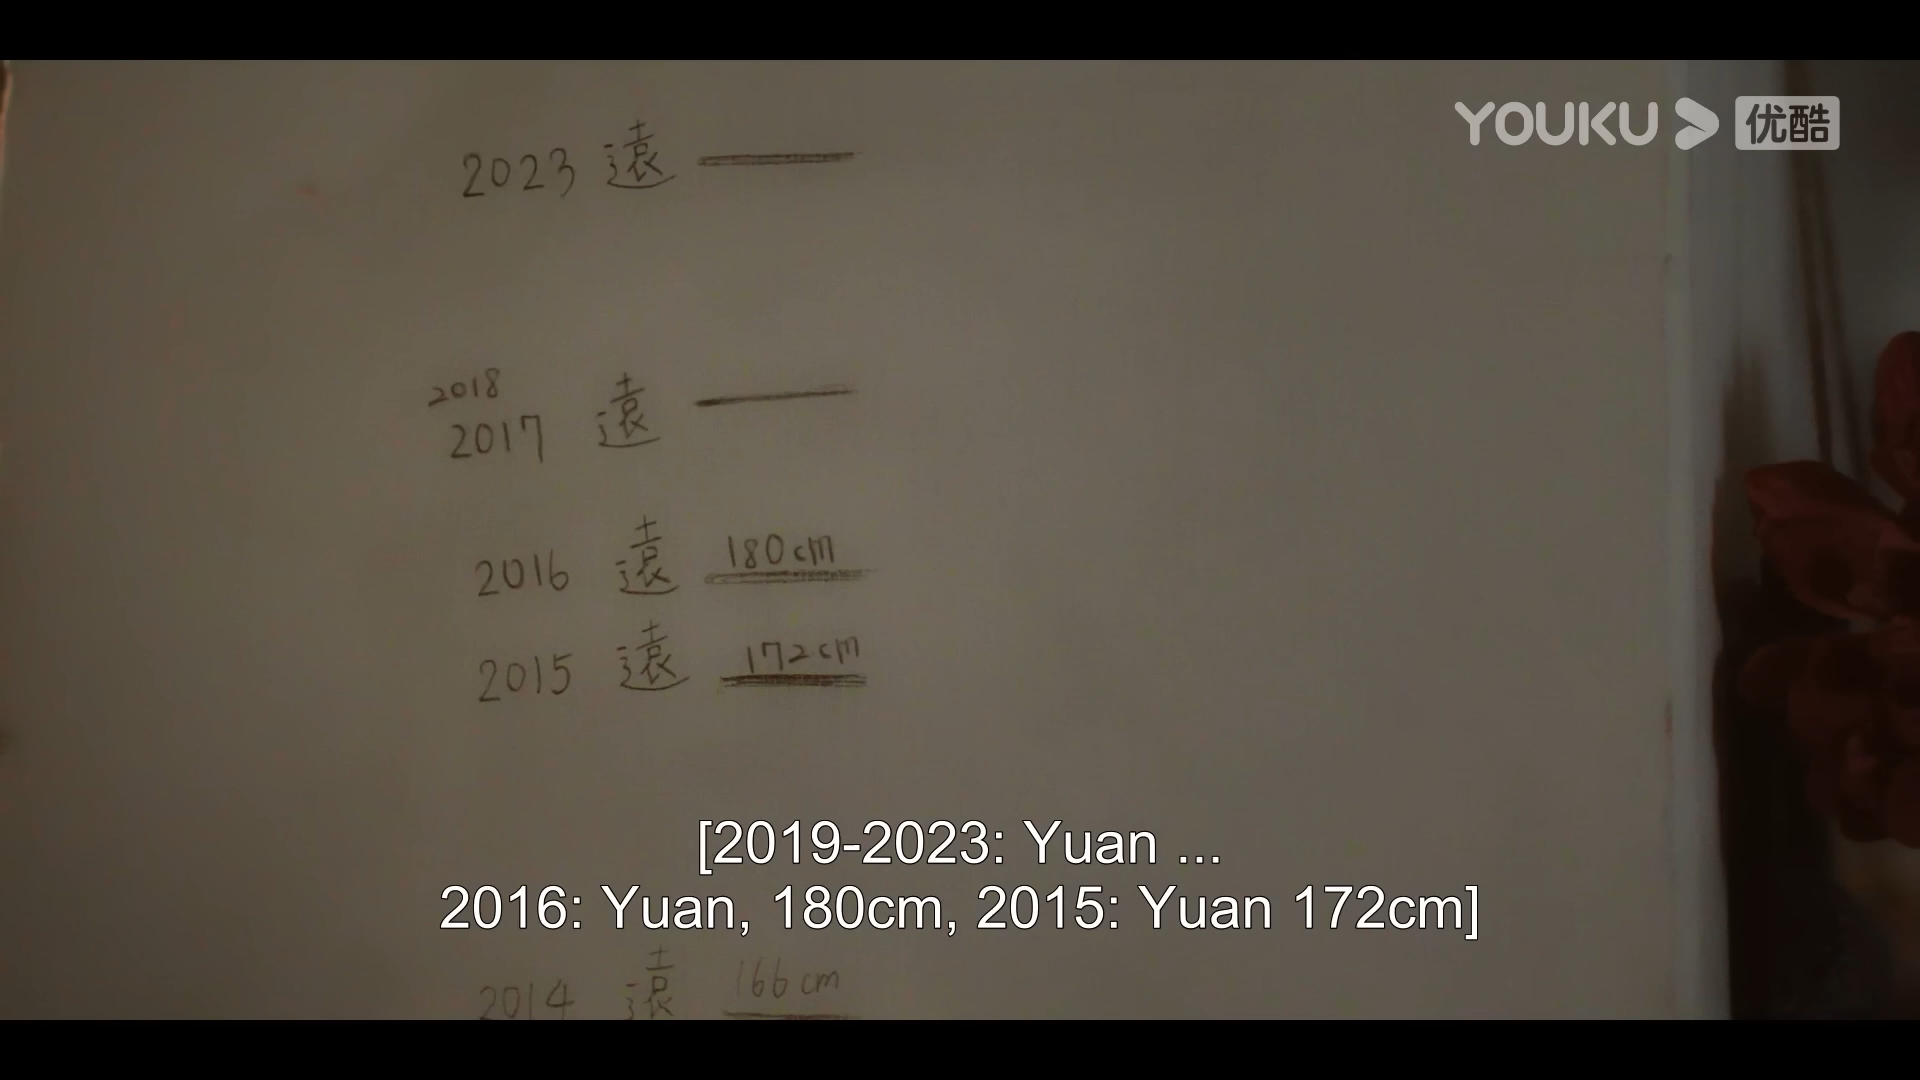 YOUKU 优酷
2023 遠
2018
2017 遠
2016 遠 180cm
2015 遠 172cm
[2019-2023: Yuan ...
2016: Yuan, 180cm, 2015: Yuan 172cm]
2014 遠 166cm